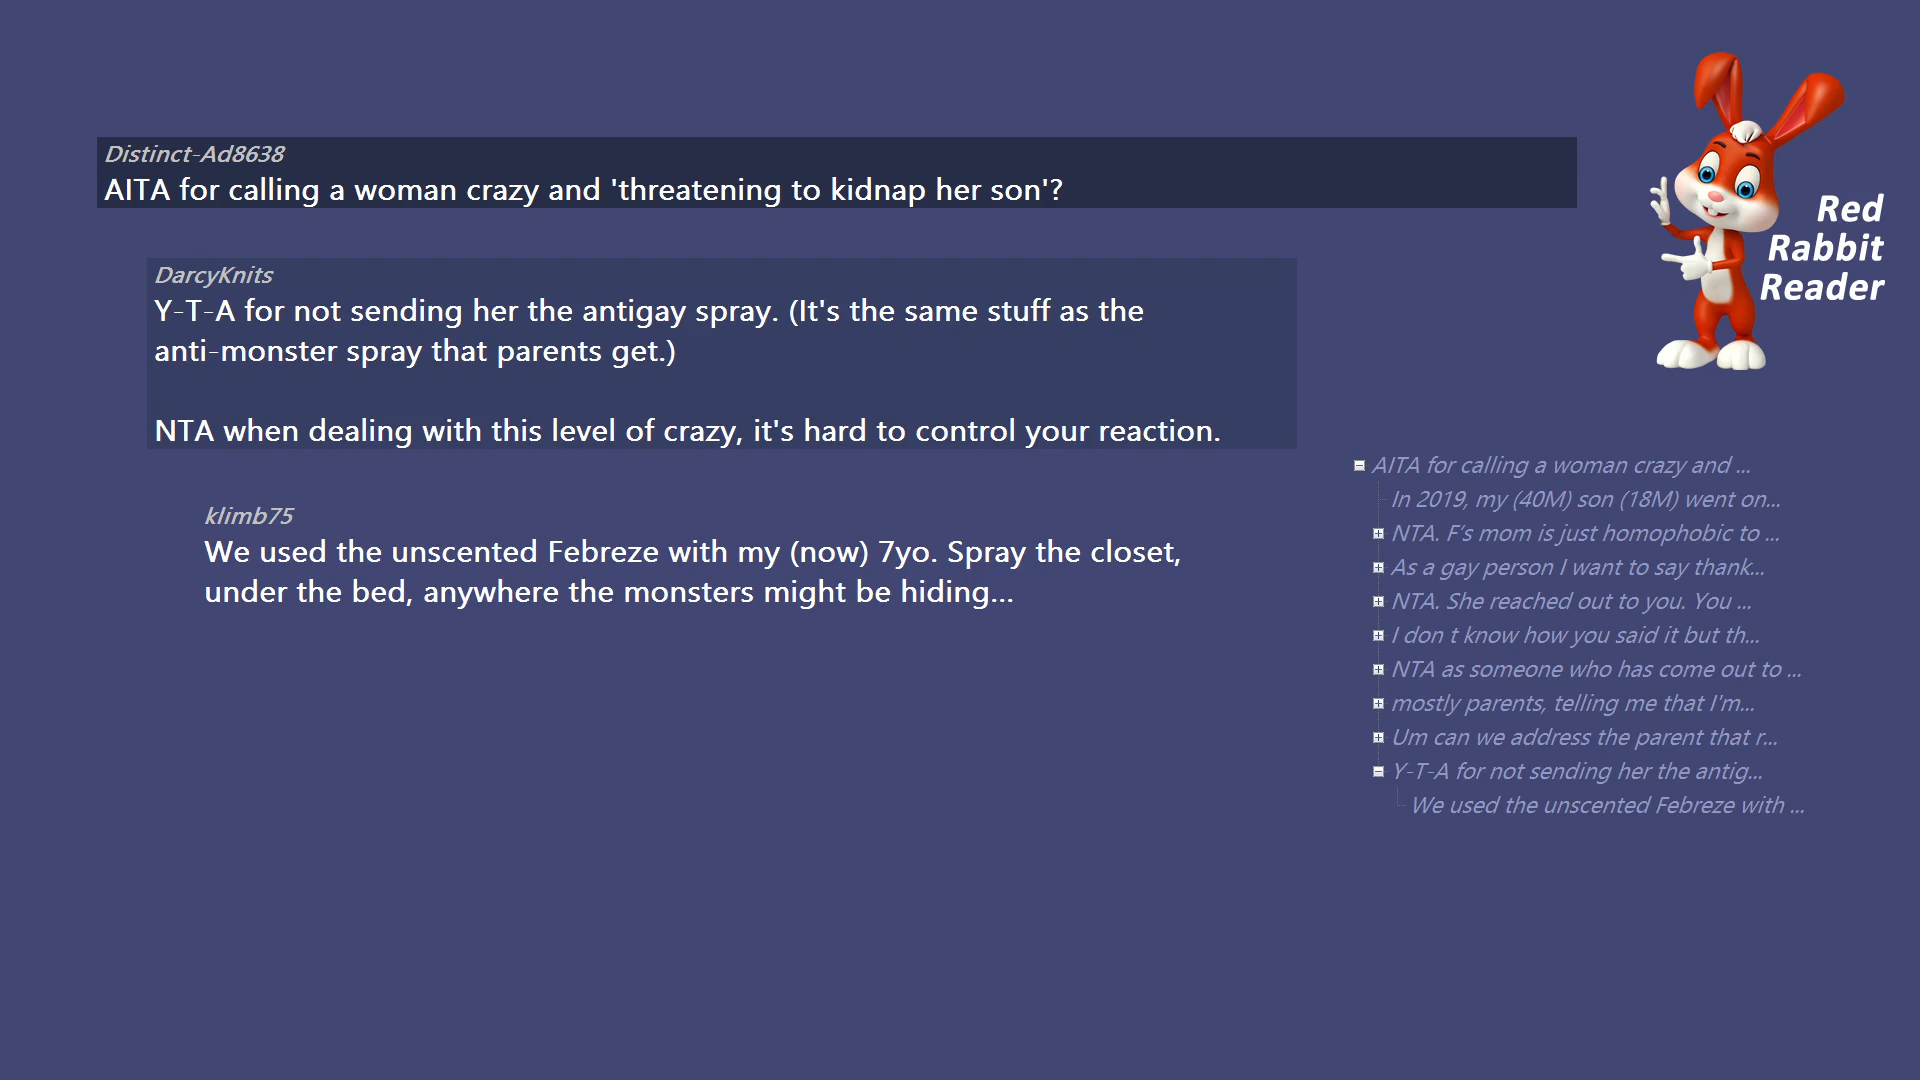 Distinct-Ad8638
AITA for calling a woman crazy and 'threatening to kidnap her son'?
DarcyKnits
Y-T-A for not sending her the antigay spray. (It's the same stuff as the
anti-monster spray that parents get.)
NTA when dealing with this level of crazy, it's hard to control your reaction.
klimb75
We used the unscented Febreze with my (now) 7yo. Spray the closet,
under the bed, anywhere the monsters might be hiding...
Red
Rabbit
Reader
AITA for calling a woman crazy and ...
In 2019, my (40M) son (18M) went on...
NTA. F's mom is just homophobic to ...
As a gay person I want to say thank...
NTA. She reached out to you. You ...
I don t know how you said it but th...
NTA as someone who has come out to ...
mostly parents, telling me that I'm...
Um can we address the parent that r...
Y-T-A for not sending her the antig...
We used the unscented Febreze with ...